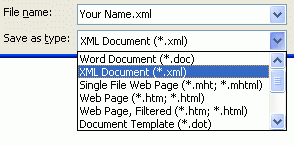 File name: Your Name.xml
Save as type: XML Document (*.xml)
Word Document (*.doc)
XML Document (*.xml)
Single File Web Page (*.mht; *.mhtml)
Web Page (*.htm; *.html)
Web Page, Filtered (*.htm; *.html)
Document Template (*.dot)